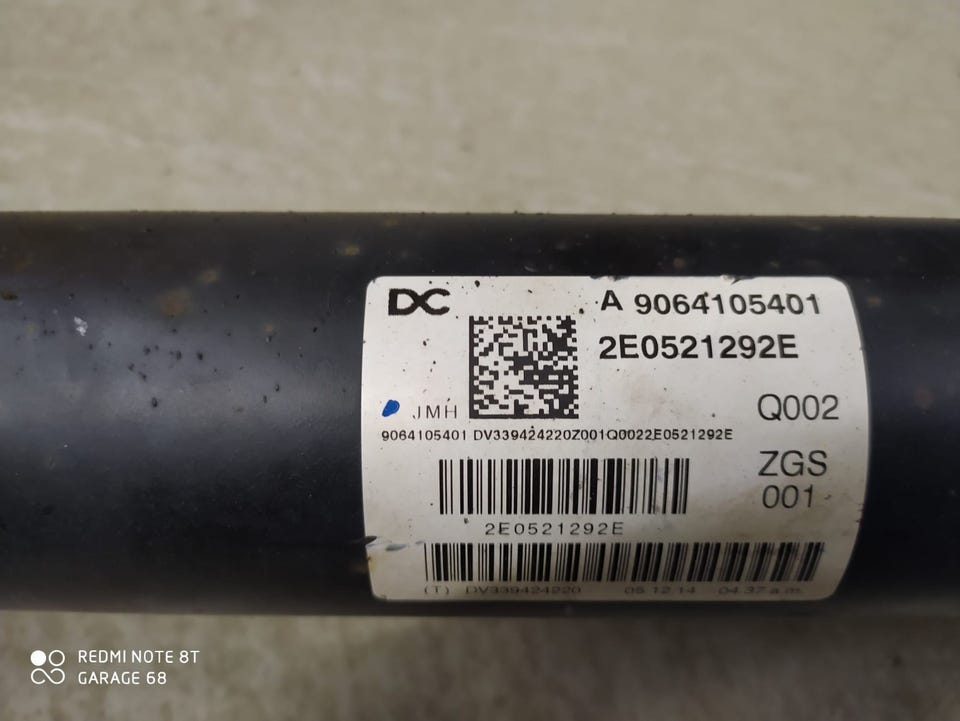 DC
A 9064105401
2E0521292E
JMH
Q002
9064105401 DV339424220Z001Q0022E0521292E
ZGS
001
2E0521292E
(T) DV339424220 05.12.14 04.37 a.m.
REDMI NOTE 8T
GARAGE 68